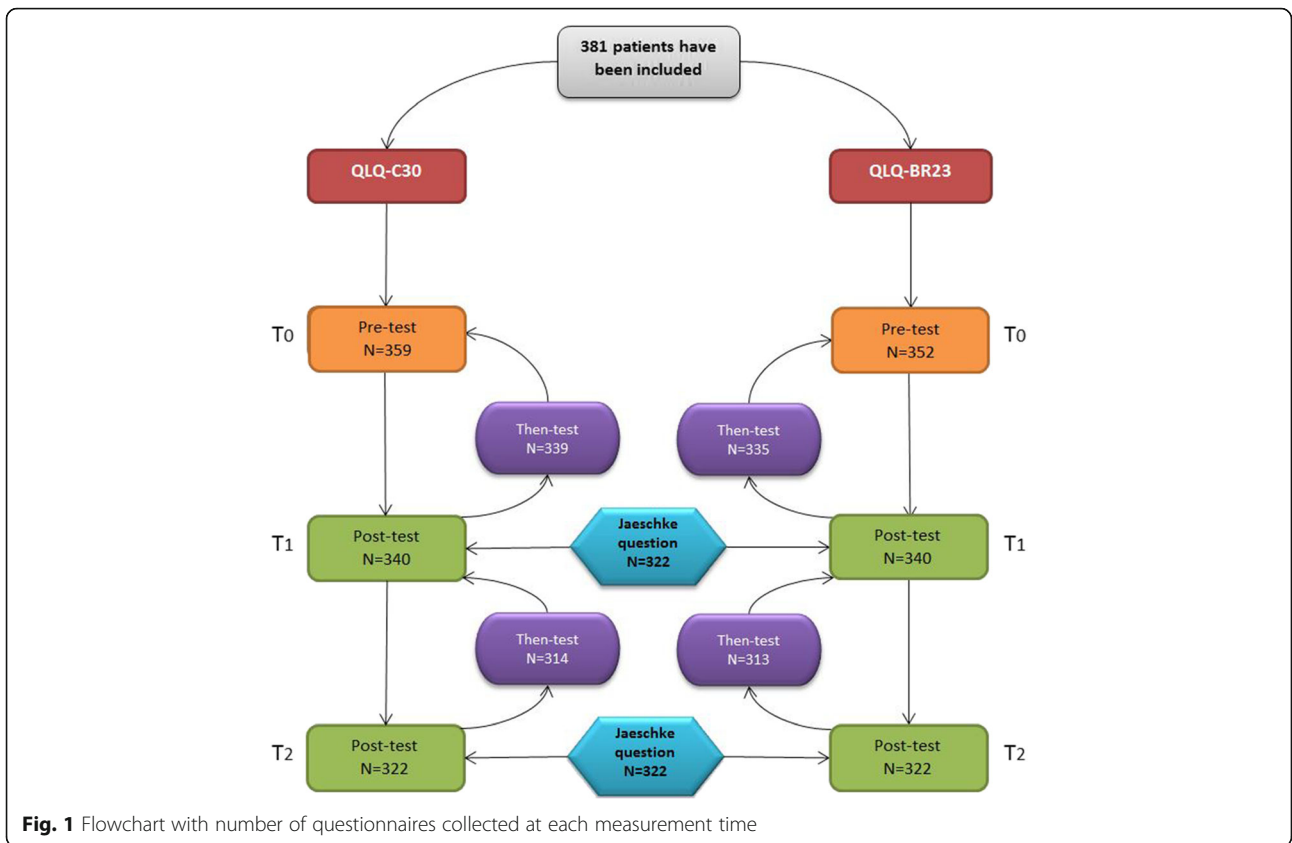 381 patients have
been included
QLQ-C30
QLQ-BR23
T0
Pre-test
N=359
Pre-test
N=352
T0
Then-test
N=339
Then-test
N=335
T1
Post-test
N=340
Jaeschke
question
N=322
Post-test
N=340
T1
Then-test
N=314
Then-test
N=313
T2
Post-test
N=322
Jaeschke
question
N=322
Post-test
N=322
T2
Fig. 1 Flowchart with number of questionnaires collected at each measurement time